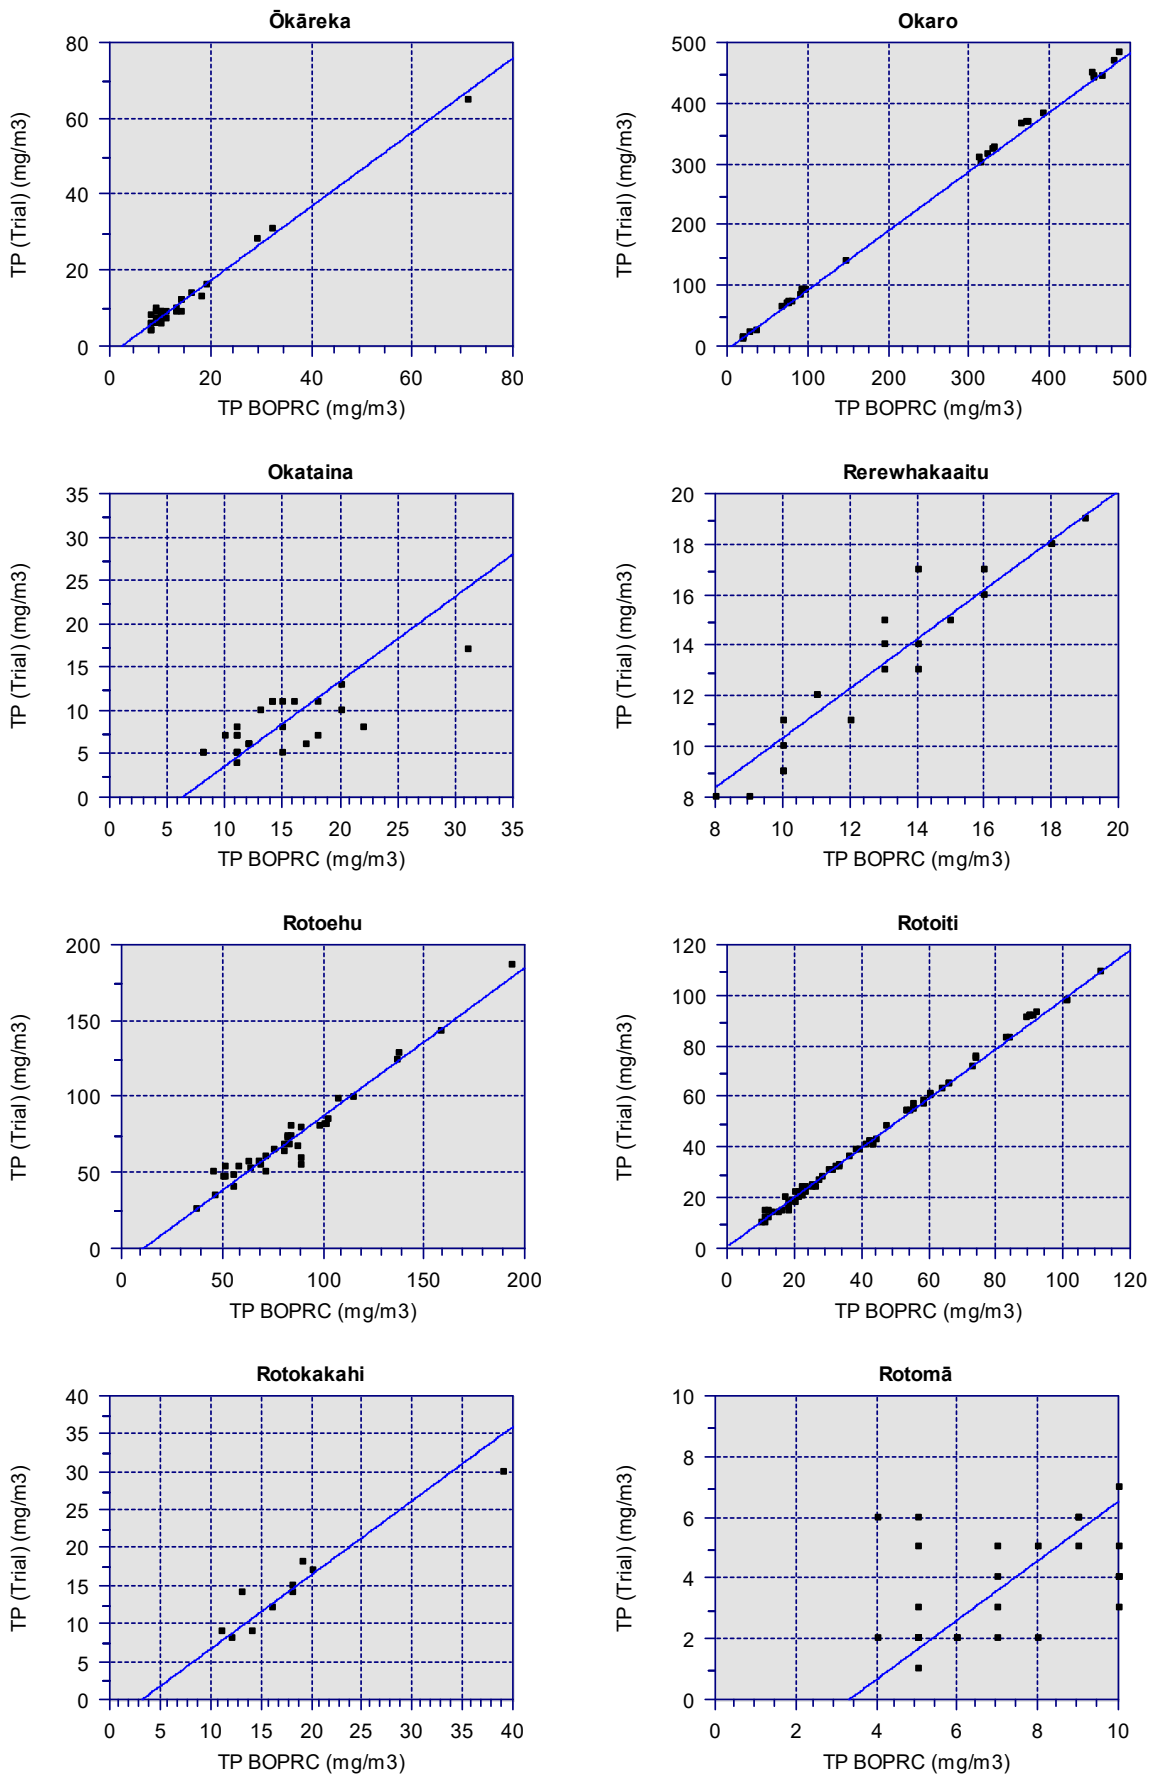 Ōkāreka
80
60
40
20
0
TP (Trial) (mg/m3)
0 20 40 60 80
TP BOPRC (mg/m3)
Okaro
500
400
300
200
100
0
TP (Trial) (mg/m3)
0 100 200 300 400 500
TP BOPRC (mg/m3)
Okataina
35
30
25
20
15
10
5
0
TP (Trial) (mg/m3)
0 5 10 15 20 25 30 35
TP BOPRC (mg/m3)
Rerewhakaaitu
20
18
16
14
12
10
8
TP (Trial) (mg/m3)
8 10 12 14 16 18 20
TP BOPRC (mg/m3)
Rotoehu
200
150
100
50
0
TP (Trial) (mg/m3)
0 50 100 150 200
TP BOPRC (mg/m3)
Rotoiti
120
100
80
60
40
20
0
TP (Trial) (mg/m3)
0 20 40 60 80 100 120
TP BOPRC (mg/m3)
Rotokakahi
40
35
30
25
20
15
10
5
0
TP (Trial) (mg/m3)
0 5 10 15 20 25 30 35 40
TP BOPRC (mg/m3)
Rotomā
10
8
6
4
2
0
TP (Trial) (mg/m3)
0 2 4 6 8 10
TP BOPRC (mg/m3)